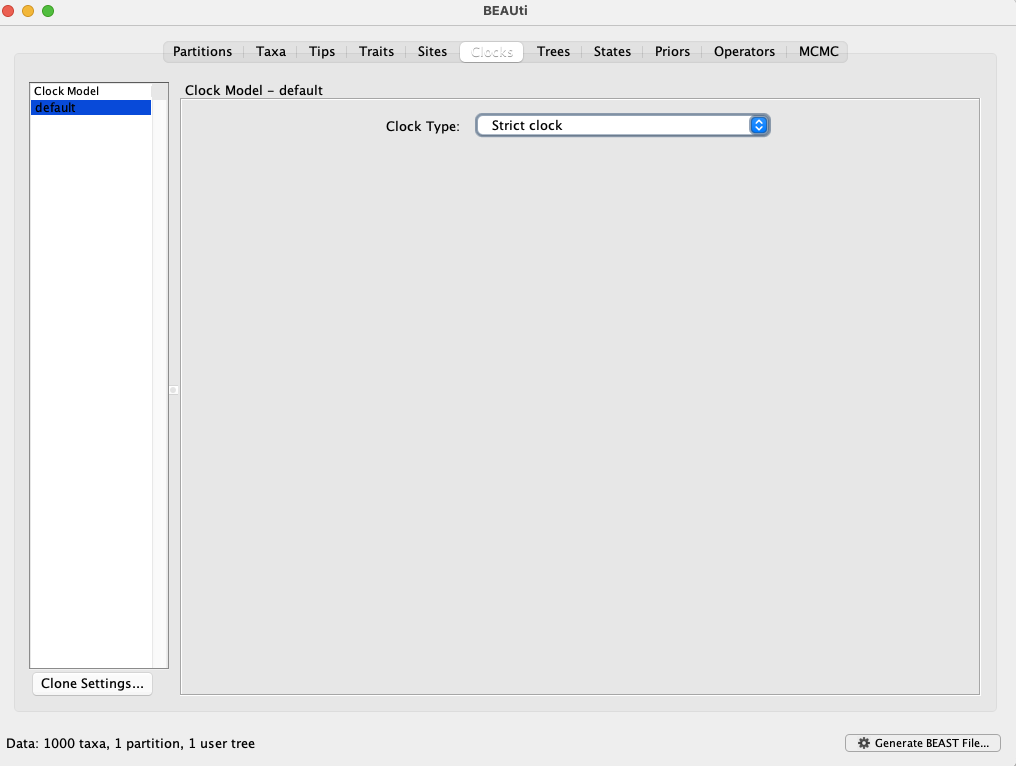 BEAUti
Partitions Taxa Tips Traits Sites Clocks Trees States Priors Operators MCMC
Clock Model
default
Clock Model – default
Clock Type: Strict clock
Clone Settings...
Data: 1000 taxa, 1 partition, 1 user tree
Generate BEAST File...